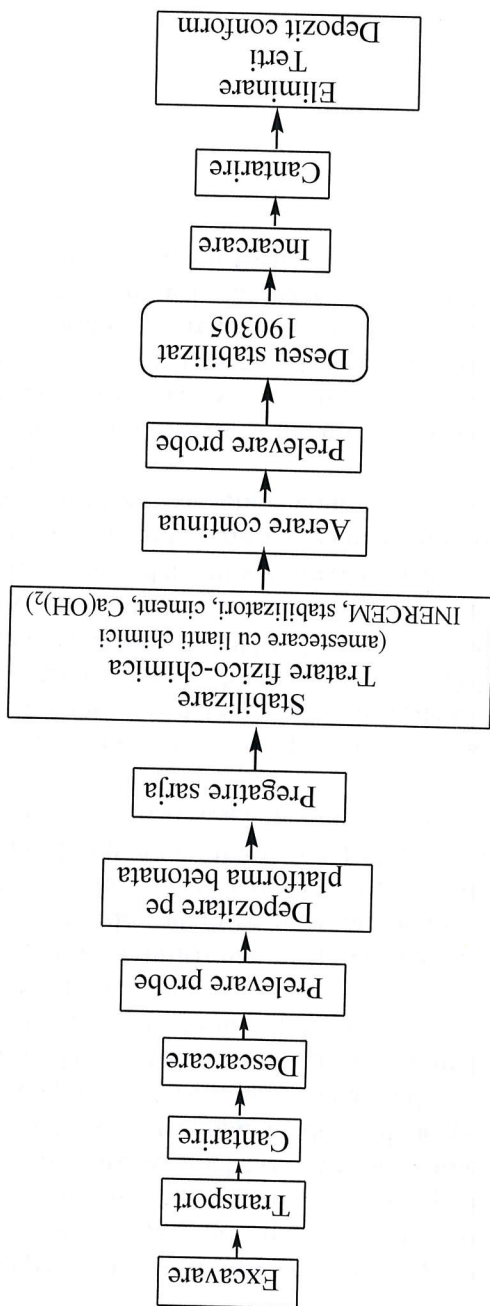 Excavare
Transport
Cantarire
Descarcare
Prelevare probe
Depozitare pe
platforma betonata
Pregatire sarja
Stabilizare
Tratare fizico-chimica
(amestecare cu lianti chimici
INERCEM, stabilizatori, ciment, Ca(OH)₂)
Aerare continua
Prelevare probe
Deseu stabilizat
190305
Incarcare
Cantarire
Eliminare
Terti
Depozit conform